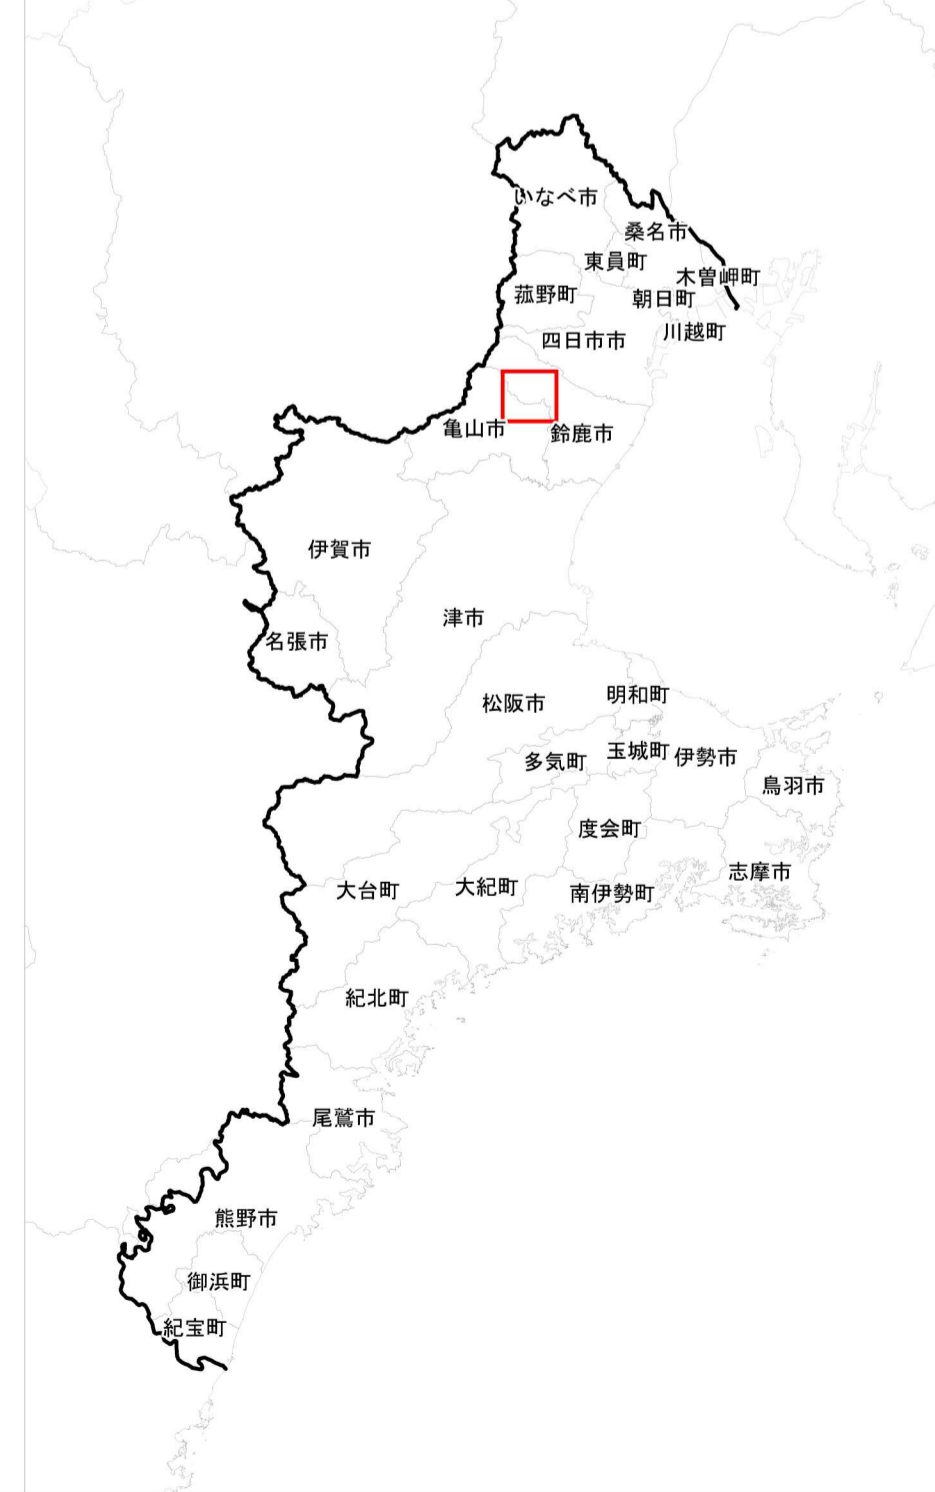 いなべ市
桑名市
東員町
木曽岬町
菰野町
朝日町
川越町
四日市市
亀山市
鈴鹿市
伊賀市
津市
名張市
松阪市
明和町
多気町
玉城町
伊勢市
鳥羽市
度会町
志摩市
大台町
大紀町
南伊勢町
紀北町
尾鷲市
熊野市
御浜町
紀宝町